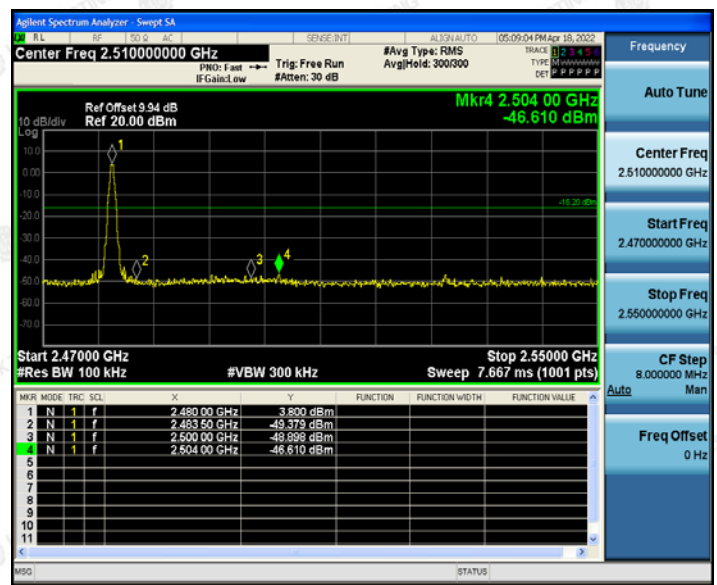 Agilent Spectrum Analyzer - Swept SA
RL RF 50 Ω AC SENSE:INT ALIGNAUTO 05:09:04 PM Apr 18, 2022
Center Freq 2.510000000 GHz
PNO: Fast
IFGain:Low
Trig: Free Run
#Atten: 30 dB
#Avg Type: RMS
Avg|Hold: 300/300
TRACE 1 2 3 4 5 6
TYPE M
DET P P P P P P
Ref Offset 9.94 dB
10 dB/div Ref 20.00 dBm
Log
Mkr4 2.504 00 GHz
-46.610 dBm
10.0
0.00
-10.0
-20.0
-30.0
-40.0
-50.0
-60.0
-70.0
1
2
3
4
-16.20 dBm
Start 2.47000 GHz Stop 2.55000 GHz
#Res BW 100 kHz #VBW 300 kHz Sweep 7.667 ms (1001 pts)
MKR MODE TRC SCL X Y FUNCTION FUNCTION WIDTH FUNCTION VALUE
1 N 1 f 2.480 00 GHz 3.800 dBm
2 N 1 f 2.483 50 GHz -49.379 dBm
3 N 1 f 2.500 00 GHz -48.898 dBm
4 N 1 f 2.504 00 GHz -46.610 dBm
5
6
7
8
9
10
11
MSG STATUS
Frequency
Auto Tune
Center Freq
2.510000000 GHz
Start Freq
2.470000000 GHz
Stop Freq
2.550000000 GHz
CF Step
8.000000 MHz
Auto Man
Freq Offset
0 Hz